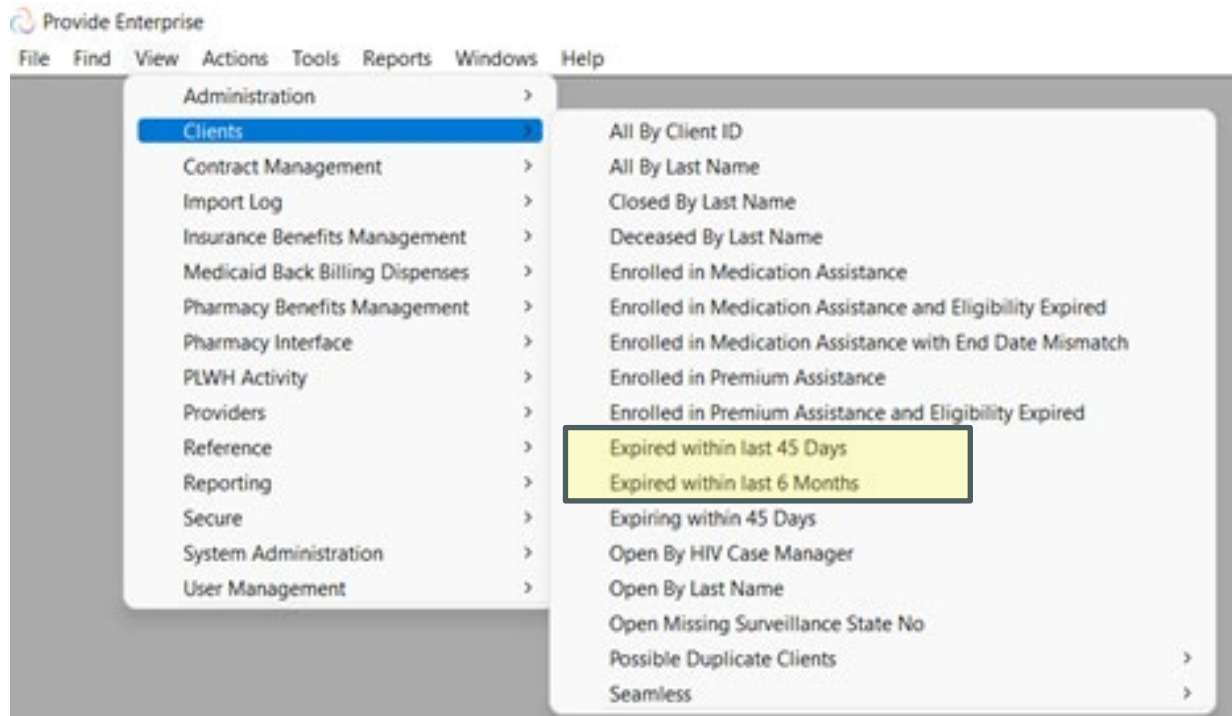 Provide Enterprise
File Find View Actions Tools Reports Windows Help
Administration
Clients
Contract Management
Import Log
Insurance Benefits Management
Medicaid Back Billing Dispenses
Pharmacy Benefits Management
Pharmacy Interface
PLWH Activity
Providers
Reference
Reporting
Secure
System Administration
User Management
All By Client ID
All By Last Name
Closed By Last Name
Deceased By Last Name
Enrolled in Medication Assistance
Enrolled in Medication Assistance and Eligibility Expired
Enrolled in Medication Assistance with End Date Mismatch
Enrolled in Premium Assistance
Enrolled in Premium Assistance and Eligibility Expired
Expired within last 45 Days
Expired within last 6 Months
Expiring within 45 Days
Open By HIV Case Manager
Open By Last Name
Open Missing Surveillance State No
Possible Duplicate Clients
Seamless